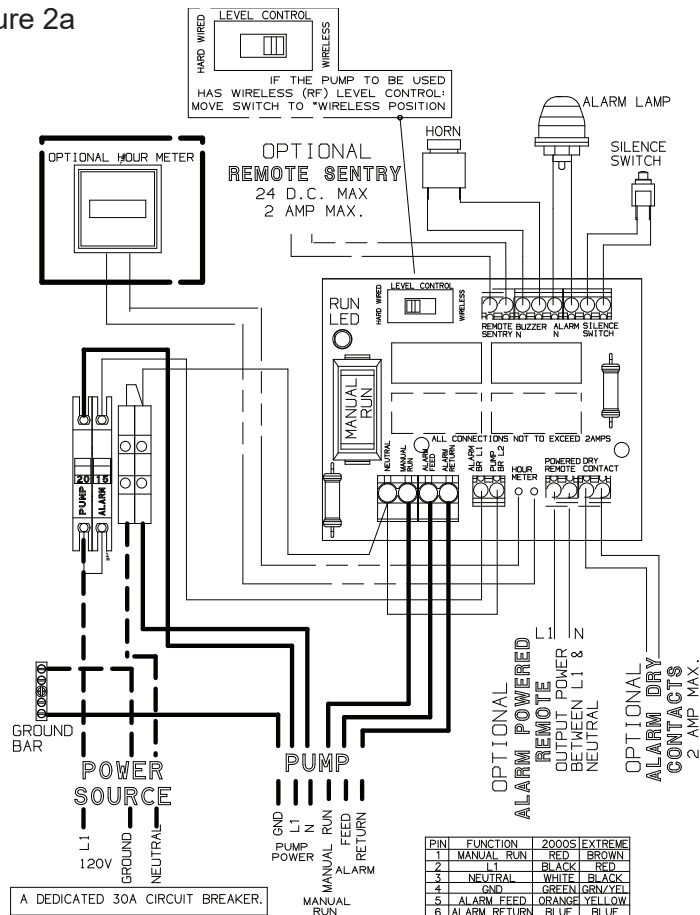 ure 2a
LEVEL CONTROL
HARD WIRED
WIRELESS
IF THE PUMP TO BE USED
HAS WIRELESS (RF) LEVEL CONTROL:
MOVE SWITCH TO "WIRELESS POSITION
OPTIONAL HOUR METER
OPTIONAL
REMOTE SENTRY
24 D.C. MAX
2 AMP MAX.
HORN
ALARM LAMP
SILENCE
SWITCH
RUN
LED
HARD WIRED
LEVEL CONTROL
WIRELESS
REMOTE SENTRY
BUZZER N
ALARM N
SILENCE SWITCH
MANUAL
RUN
ALL CONNECTIONS NOT TO EXCEED 2AMPS
NEUTRAL
MANUAL RUN
ALARM FEED
ALARM RETURN
ALARM BR L1
PUMP BR L2
HOUR METER
POWERED REMOTE
DRY CONTACT
20 15
PUMP
ALARM
GROUND
BAR
POWER
SOURCE
L1
120V
GROUND
NEUTRAL
PUMP
GND
L1
N
PUMP
POWER
MANUAL RUN
FEED
RETURN
ALARM
MANUAL
RUN
L1 N
OPTIONAL
ALARM POWERED
REMOTE
OUTPUT POWER
BETWEEN L1 &
NEUTRAL
OPTIONAL
ALARM DRY
CONTACTS
2 AMP MAX.
A DEDICATED 30A CIRCUIT BREAKER.
PIN FUNCTION 2000S EXTREME
1 MANUAL RUN RED BROWN
2 L1 BLACK RED
3 NEUTRAL WHITE BLACK
4 GND GREEN GRN/YEL
5 ALARM FEED ORANGE YELLOW
6 ALARM RETURN BLUE BLUE